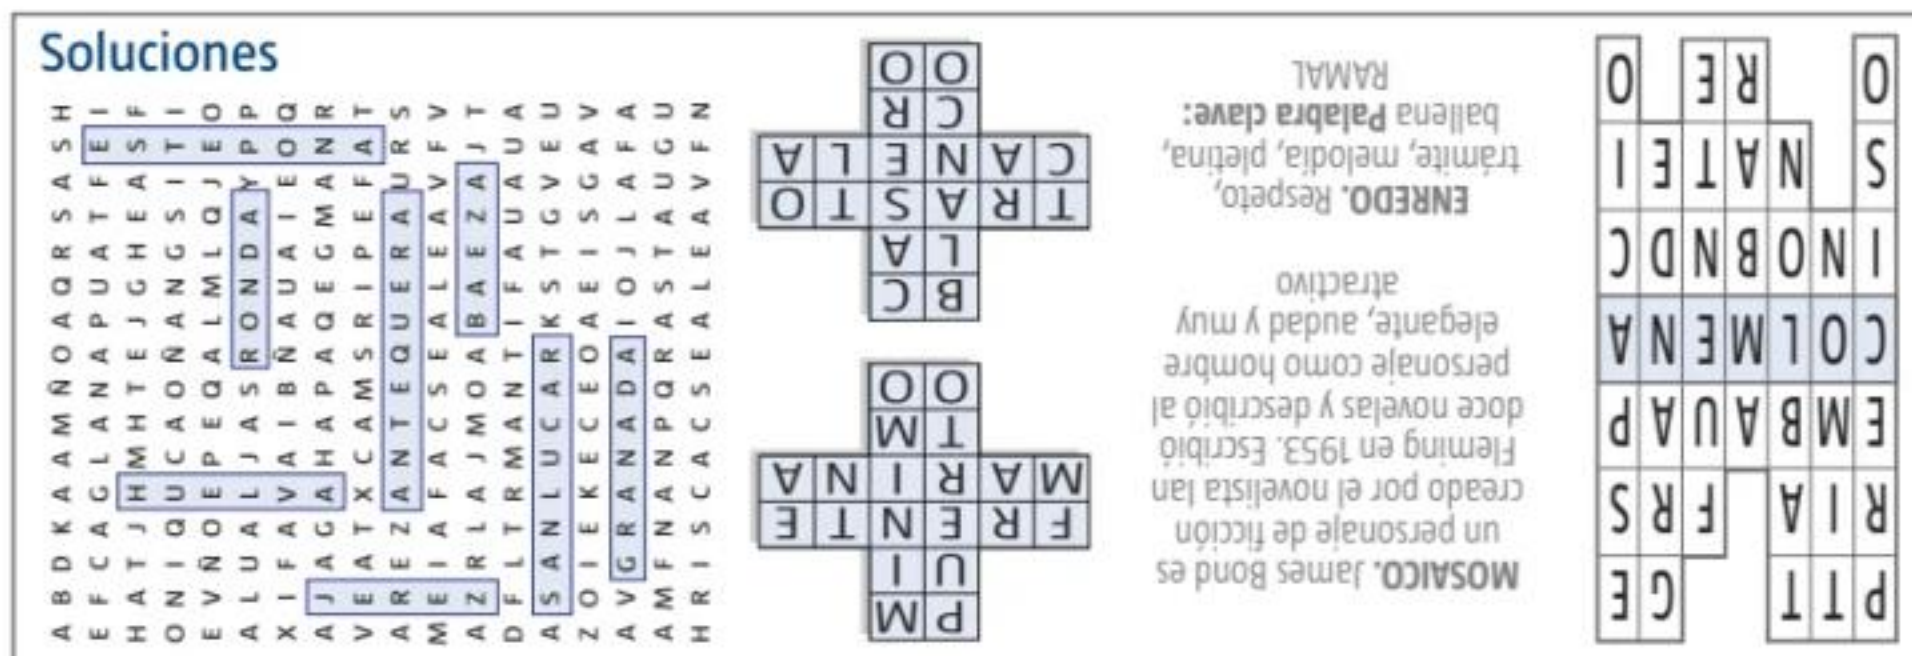 Soluciones
A B D K A A M Ñ O A Q R S A S H
E F C A G L A N A P U A T F E I
H A T J H M H T E J G H E A S F
O N I Q U C A O Ñ A N G S I T I
E V Ñ O E P E Q A L M L Q J E O
A L U A L J A S R O N D A Y P P
X I F A V A I B Ñ A U A I E O Q
A J A G A H A P A Q E G M A N R
V E A T X C A M S R I P E F A T
A R E Z A N T E Q U E R A U R S
M E I A F A C S E A L E A V F V
A Z R L A J M O A B A E Z A J T
D F L T R M A N T I F A U A U A
A S A N L U C A R K S T G V E U
Z O I E K E C E O A E I S G A V
A V G R A N A D A I O J L A F A
A M F N A N P Q R A S T A U G U
H R I S C A C S E A L E A V F N
P M
U I
F R E N T E
M A R I N A
T M
O O
B C
L A
T R A S T O
C A N E L A
C R
O O
MOSAICO. James Bond es
un personaje de ficción
creado por el novelista Ian
Fleming en 1953. Escribió
doce novelas y describió al
personaje como hombre
elegante, audad y muy
atractivo
ENREDO. Respeto,
trámite, melodía, pletina,
ballena Palabra clave:
RAMAL
P T T G E
R I A F R S
E M B A U A P
C O L M E N A
I N O B N D C
S N A T E I
O R E O